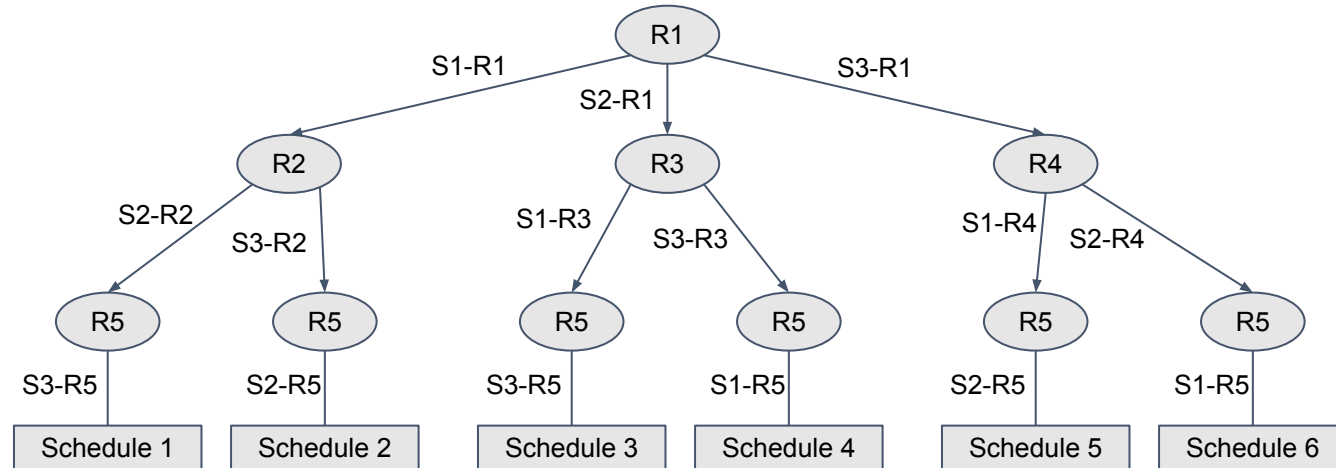 R1
S1-R1
S2-R1
S3-R1
R2
R3
R4
S2-R2
S3-R2
S1-R3
S3-R3
S1-R4
S2-R4
R5
R5
R5
R5
R5
R5
S3-R5
S2-R5
S3-R5
S1-R5
S2-R5
S1-R5
Schedule 1
Schedule 2
Schedule 3
Schedule 4
Schedule 5
Schedule 6